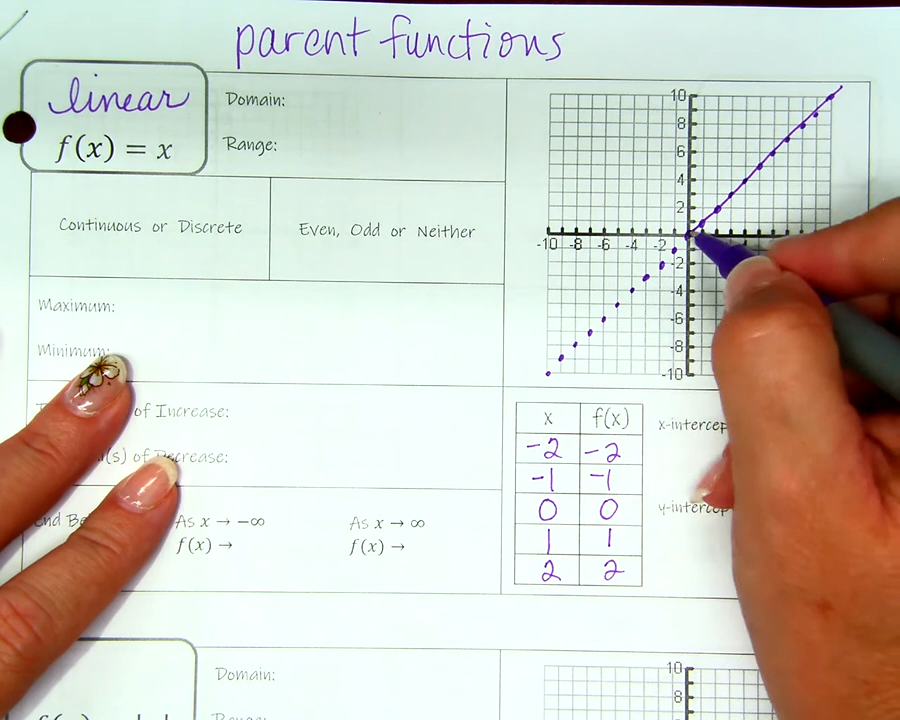 parent functions
linear
f(x) = x
Domain:
Range:
Continuous or Discrete
Even, Odd or Neither
Maximum:
Minimum:
of Increase:
(s) of Decrease:
As x → -∞
f(x) →
As x → ∞
f(x) →
10
8
6
4
2
-10 -8 -6 -4 -2
-2
-4
-6
-8
-10
x f(x)
-2 -2
-1 -1
0 0
1 1
2 2
x-intercep
y-intercep
Domain:
10
8